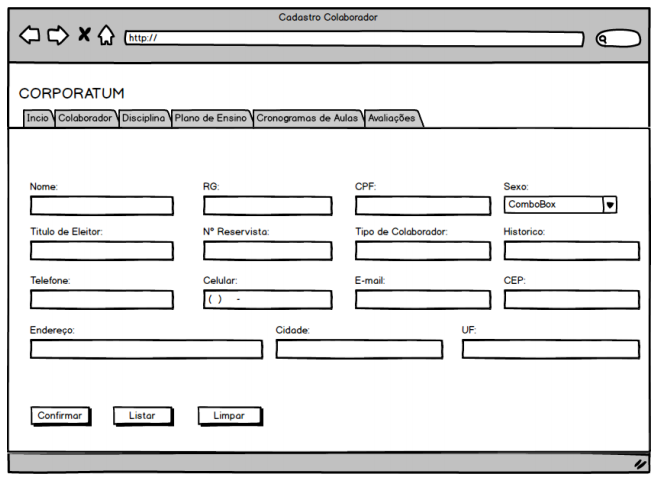 Cadastro Colaborador
http://
CORPORATUM
Incio Colaborador Disciplina Plano de Ensino Cronogramas de Aulas Avaliações
Nome: RG: CPF: Sexo:
ComboBox
Titulo de Eleitor: Nº Reservista: Tipo de Colaborador: Historico:
Telefone: Celular: E-mail: CEP:
( ) -
Endereço: Cidade: UF:
Confirmar Listar Limpar